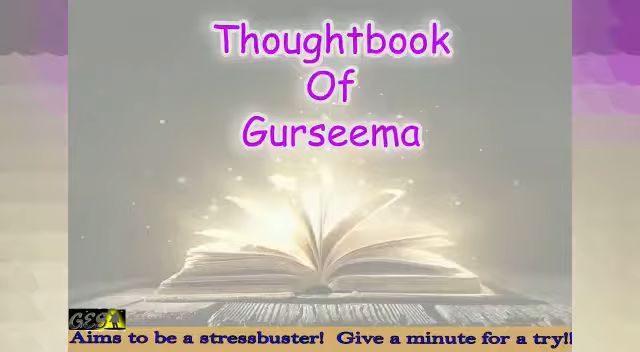 Thoughtbook
Of
Gurseema
GES
Aims to be a stressbuster! Give a minute for a try!!